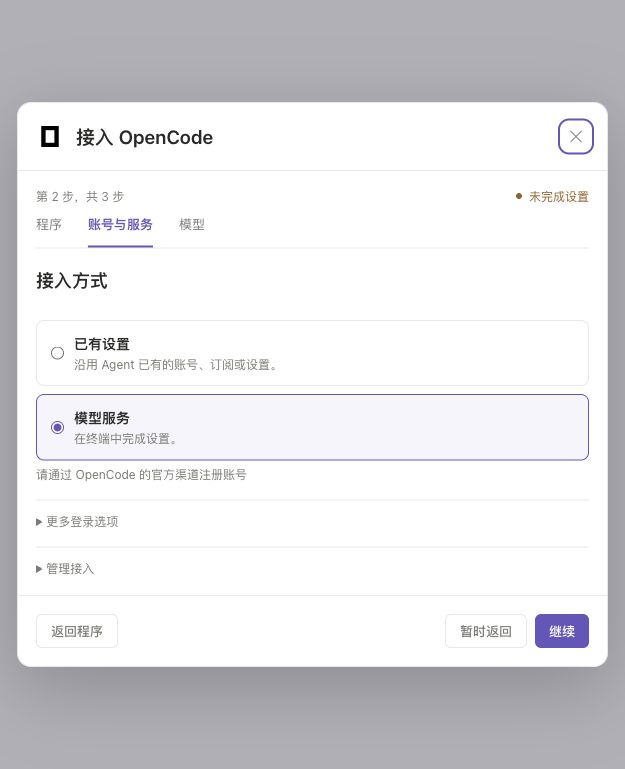 接入 OpenCode
第 2 步，共 3 步
未完成设置
程序
账号与服务
模型
接入方式
已有设置
沿用 Agent 已有的账号、订阅或设置。
模型服务
在终端中完成设置。
请通过 OpenCode 的官方渠道注册账号
更多登录选项
管理接入
返回程序
暂时返回
继续